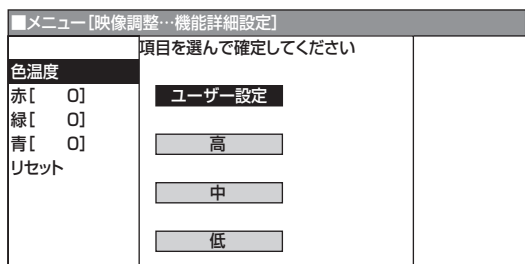 ■メニュー[映像調整…機能詳細設定]
項目を選んで確定してください
色温度
赤[　0]
緑[　0]
青[　0]
リセット
ユーザー設定
高
中
低